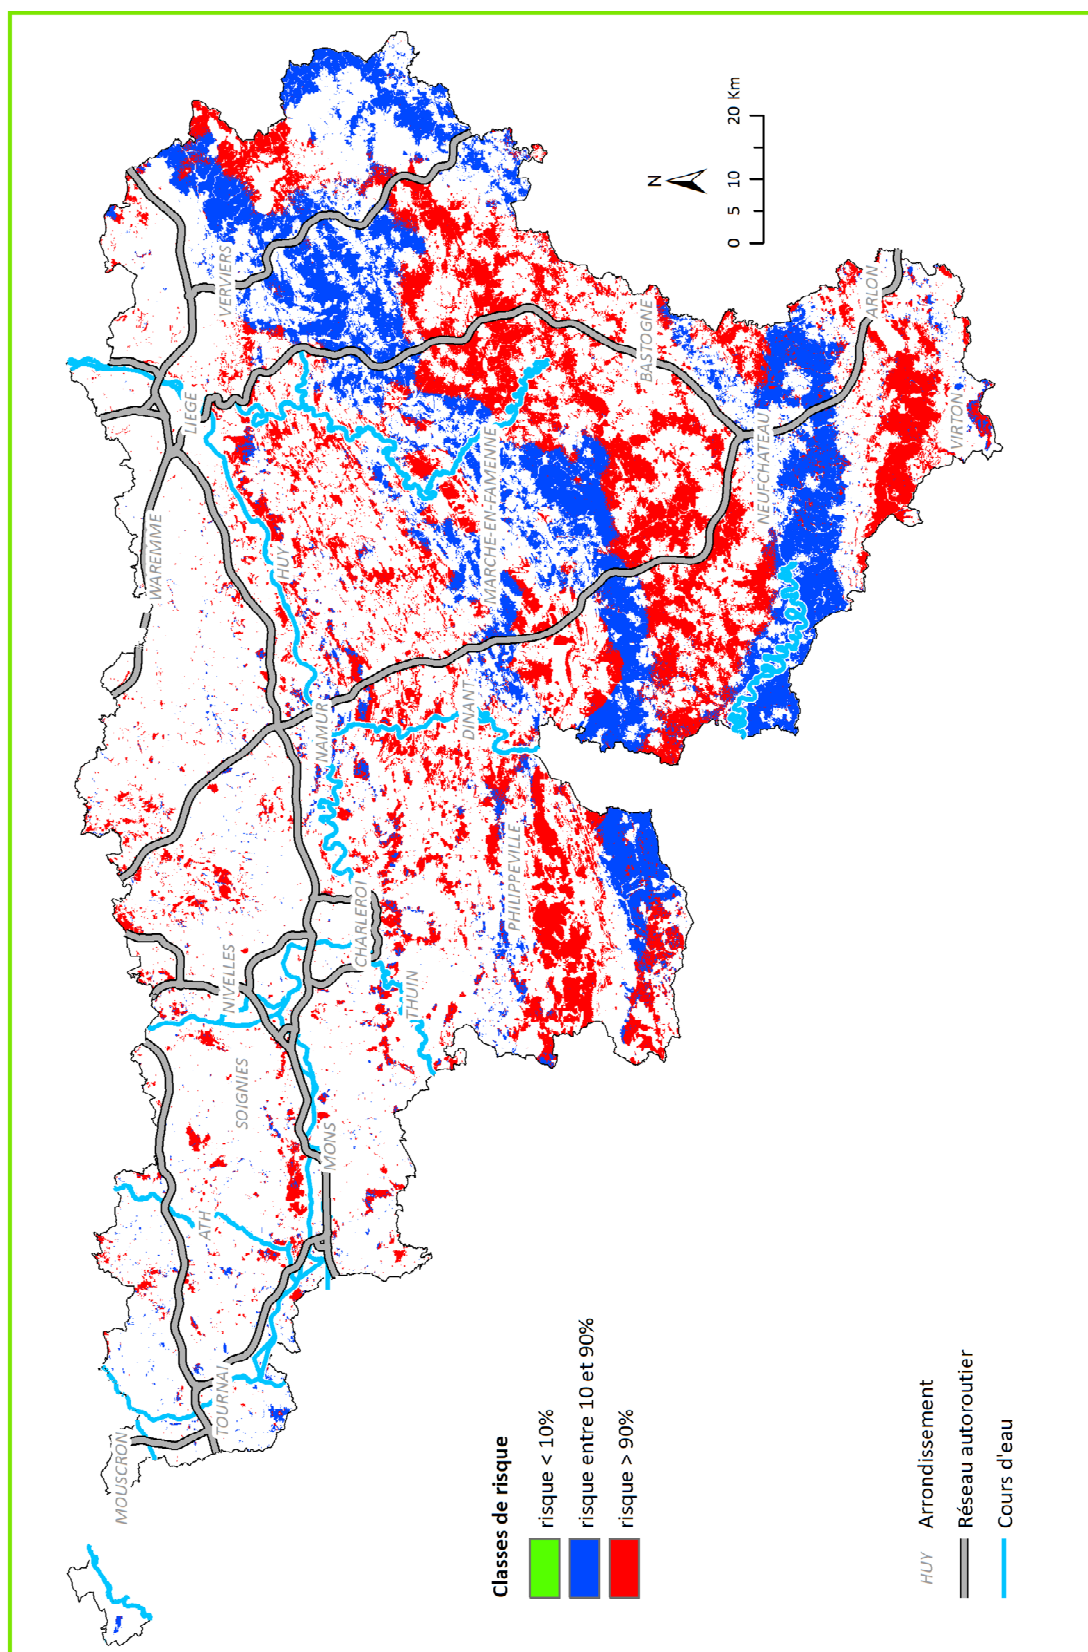 MOUSCRON
TOURNAI
ATH
SOIGNIES
MONS
NIVELLES
CHARLEROI
THUIN
PHILIPPEVILLE
NAMUR
DINANT
WAREMME
HUY
LIEGE
VERVIERS
MARCHE-EN-FAMENNE
BASTOGNE
NEUFCHATEAU
ARLON
VIRTON
N
0 5 10 20 Km
Classes de risque
risque < 10%
risque entre 10 et 90%
risque > 90%
HUY Arrondissement
Réseau autoroutier
Cours d'eau